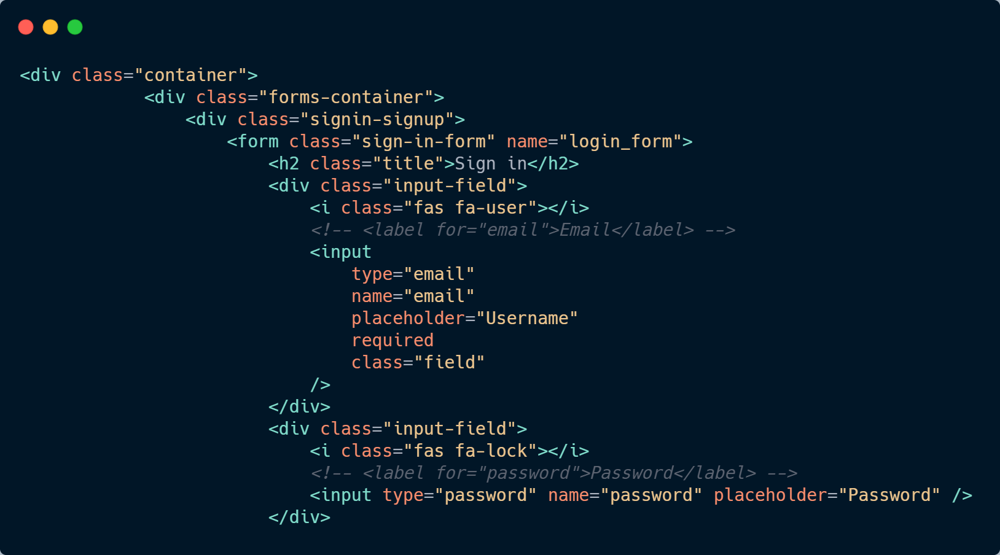 <div class="container">
            <div class="forms-container">
                <div class="signin-signup">
                    <form class="sign-in-form" name="login_form">
                        <h2 class="title">Sign in</h2>
                        <div class="input-field">
                            <i class="fas fa-user"></i>
                            <!-- <label for="email">Email</label> -->
                            <input
                                type="email"
                                name="email"
                                placeholder="Username"
                                required
                                class="field"
                            />
                        </div>
                        <div class="input-field">
                            <i class="fas fa-lock"></i>
                            <!-- <label for="password">Password</label> -->
                            <input type="password" name="password" placeholder="Password" />
                        </div>